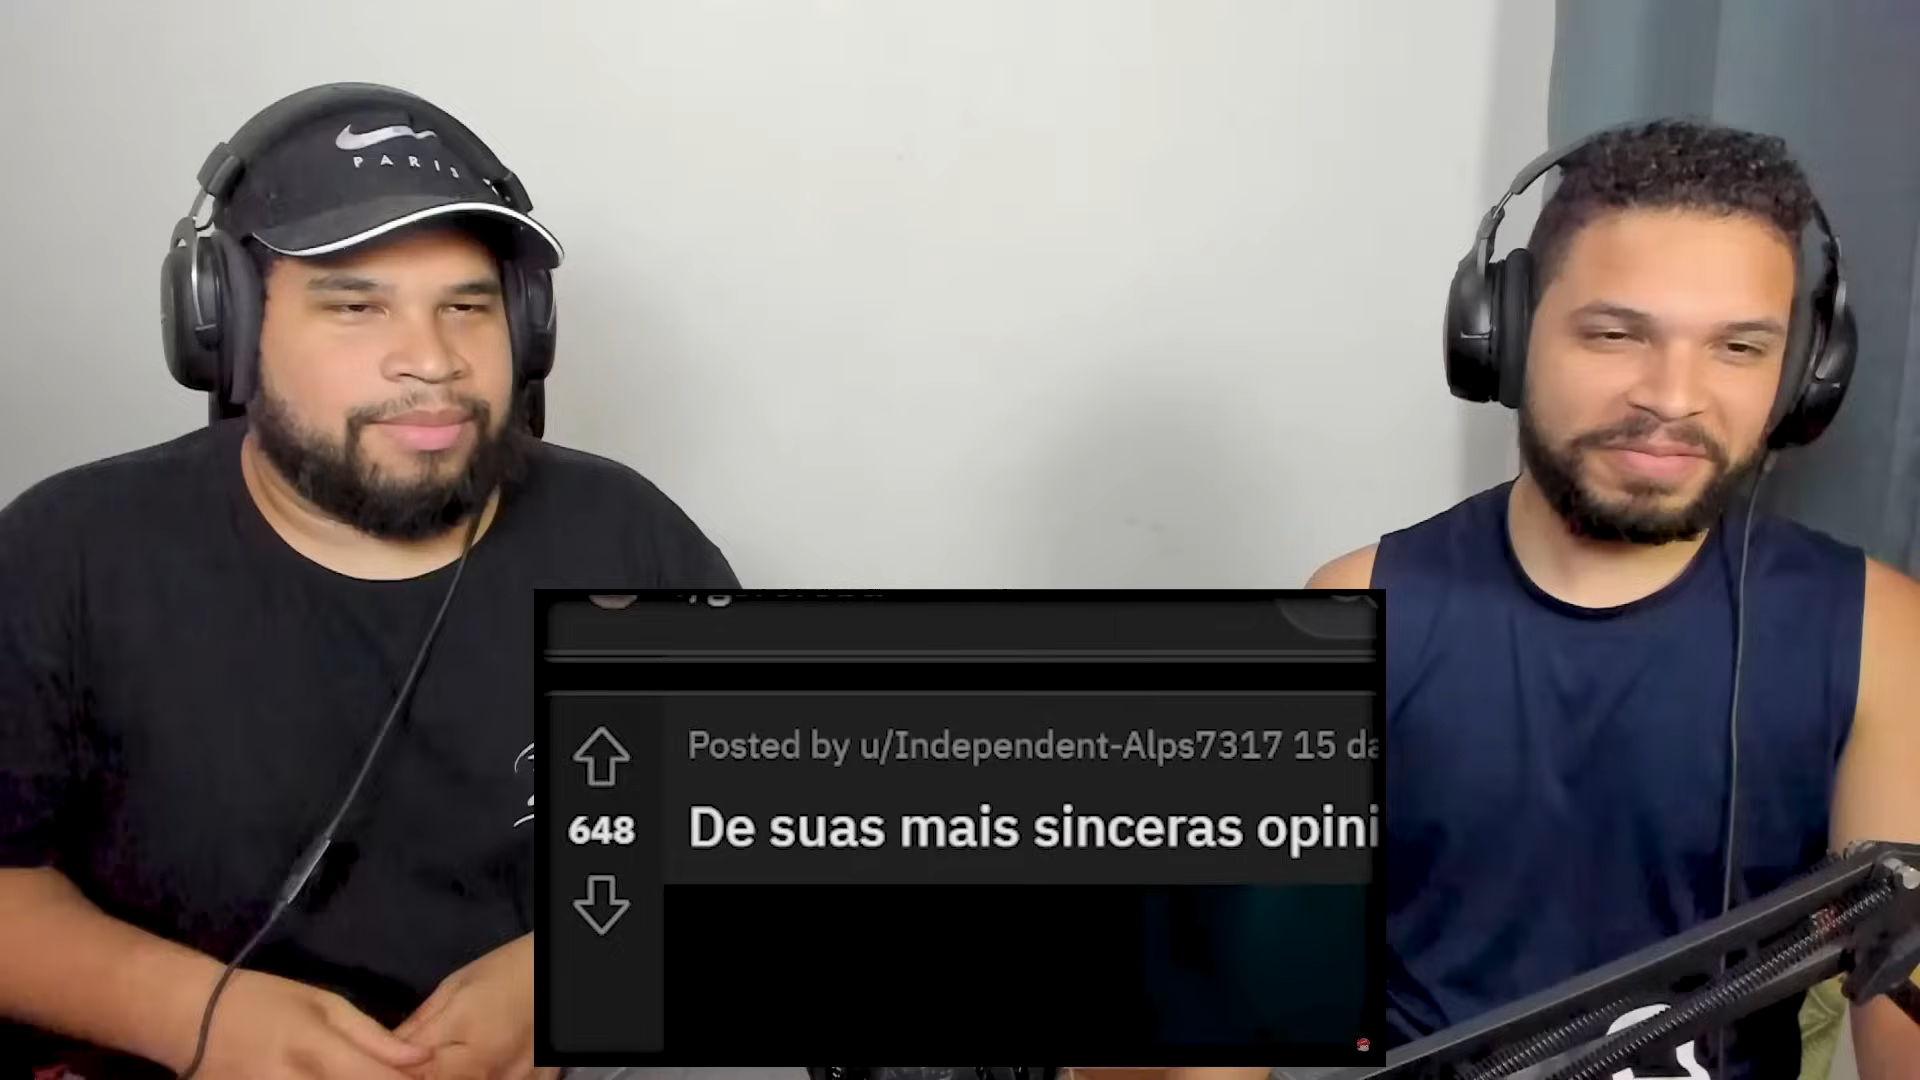 PARIS
Posted by u/Independent-Alps7317 15 da
648
De suas mais sinceras opini